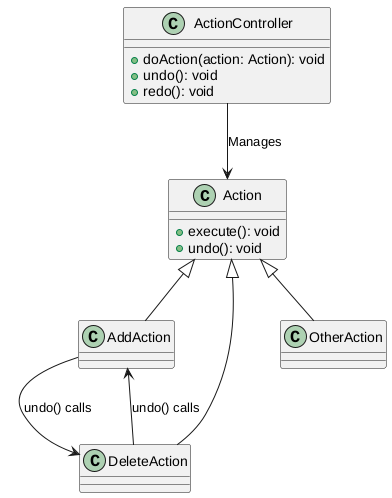 C ActionController
doAction(action: Action): void
undo(): void
redo(): void
Manages
C Action
execute(): void
undo(): void
C AddAction
C OtherAction
undo() calls
undo() calls
C DeleteAction